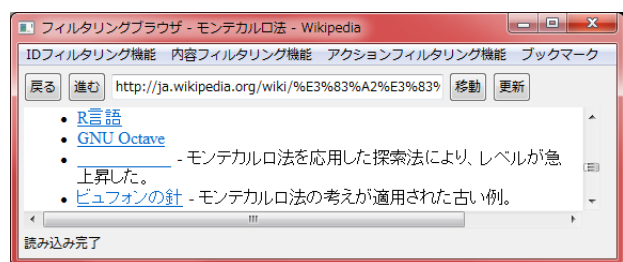 フィルタリングブラウザ - モンテカルロ法 - Wikipedia
IDフィルタリング機能 内容フィルタリング機能 アクションフィルタリング機能 ブックマーク
戻る 進む http://ja.wikipedia.org/wiki/%E3%83%A2%E3%83% 移動 更新
R言語
GNU Octave
- モンテカルロ法を応用した探索法により、レベルが急
上昇した。
ビュフォンの針 - モンテカルロ法の考えが適用された古い例。
読み込み完了